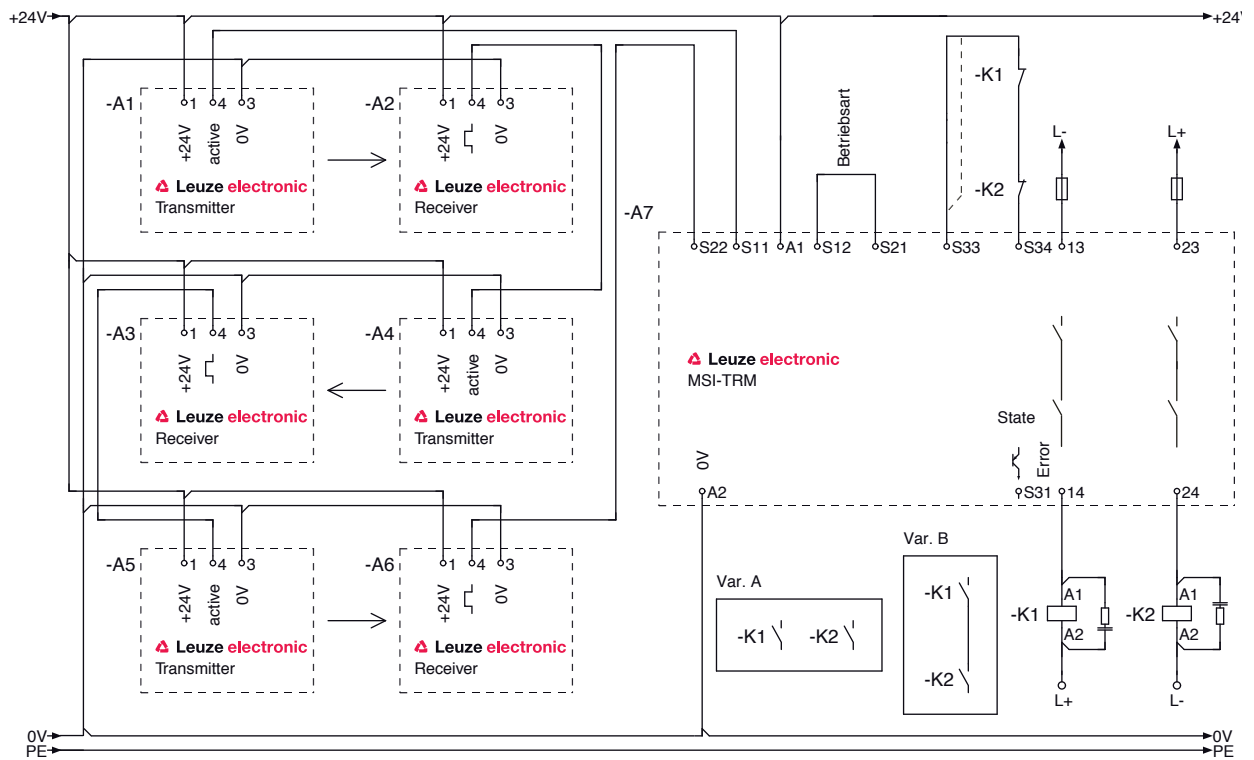 +24V +24V
-A1 1 4 3
+24V active 0V
Leuze electronic
Transmitter
-A2 1 4 3
+24V 0V
Leuze electronic
Receiver
-A3 1 4 3
+24V 0V
Leuze electronic
Receiver
-A4 1 4 3
+24V active 0V
Leuze electronic
Transmitter
-A5 1 4 3
+24V active 0V
Leuze electronic
Transmitter
-A6 1 4 3
+24V 0V
Leuze electronic
Receiver
Betriebsart
-K1
-K2
L- L+
-A7
S22 S11 A1 S12 S21 S33 S34 13 23
Leuze electronic
MSI-TRM
State
Error
0V
A2 S31 14 24
Var. A
-K1 -K2
Var. B
-K1
-K2
-K1 A1 A2
L+
-K2 A1 A2
L-
0V 0V
PE PE